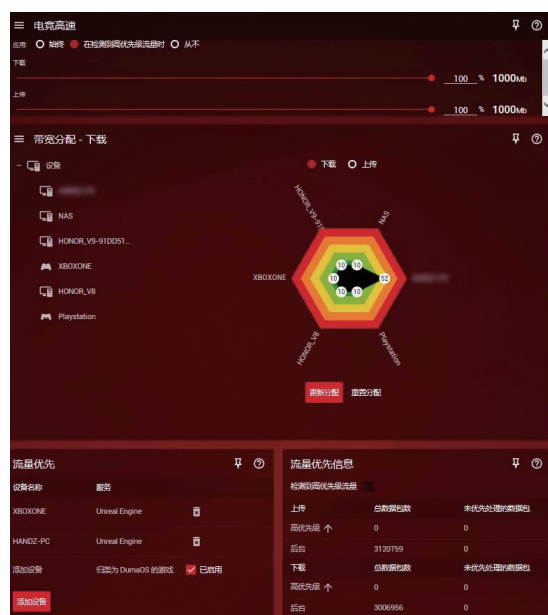 电竞高速
应用: 始终 在检测到高优先级流量时 从不
下载
100 % 1000Mb
上传
100 % 1000Mb
带宽分配 - 下载
设备
下载 上传
NAS
HONOR_V9-91DD51...
XBOXONE
HONOR_V8
Playstation
HONOR_V9-91D
NAS
XBOXONE
HONOR_V8
Playstation
10 10
10 52
10 10
更新分配 重置分配
流量优先
设备名称 服务
XBOXONE Unreal Engine
HANDZ-PC Unreal Engine
添加设备 归类为 DumaOS 的游戏 已启用
添加设备
流量优先信息
检测到高优先级流量
上传 总数据包数 未优先处理的数据包
高优先级 0 0
后台 3120759 0
下载 总数据包数 未优先处理的数据包
高优先级 0 0
后台 3006956 0